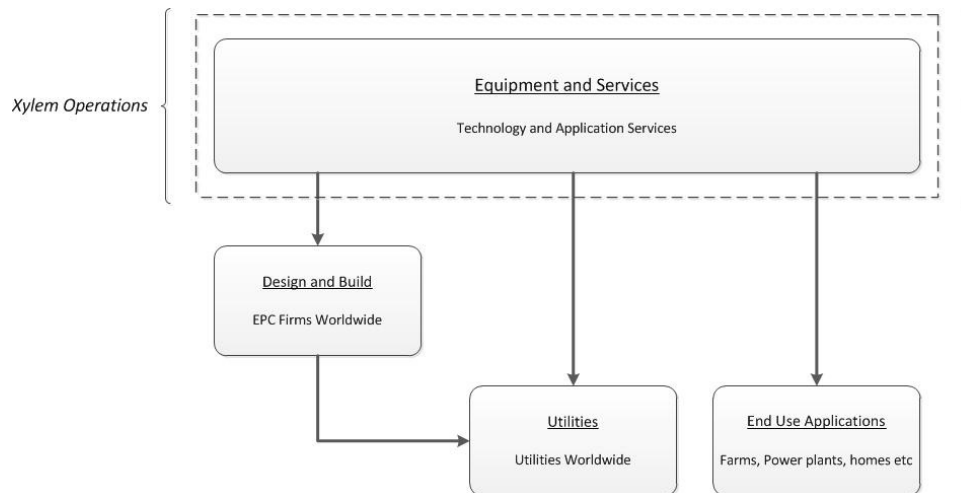 Xylem Operations
Equipment and Services
Technology and Application Services
Design and Build
EPC Firms Worldwide
Utilities
Utilities Worldwide
End Use Applications
Farms, Power plants, homes etc